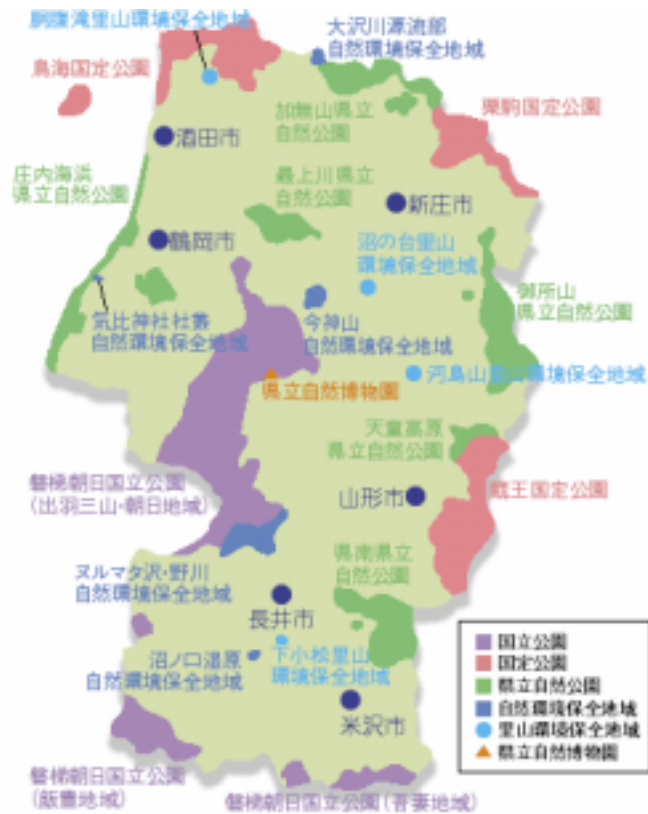 胴腹滝里山環境保全地域
大沢川源流部
自然環境保全地域
鳥海国定公園
加無山県立
自然公園
栗駒国定公園
酒田市
庄内海浜
県立自然公園
最上川県立
自然公園
新庄市
鶴岡市
沼の台里山
環境保全地域
御所山
県立自然公園
気比神社社叢
自然環境保全地域
今神山
自然環境保全地域
県立自然博物園
河島山里山環境保全地域
天童高原
県立自然公園
磐梯朝日国立公園
(出羽三山・朝日地域)
山形市
蔵王国定公園
県南県立
自然公園
ヌルマタ沢・野川
自然環境保全地域
長井市
沼ノ口湿原
自然環境保全地域
下小松里山
環境保全地域
米沢市
磐梯朝日国立公園
(飯豊地域)
磐梯朝日国立公園(吾妻地域)
国立公園
国定公園
県立自然公園
自然環境保全地域
里山環境保全地域
県立自然博物園